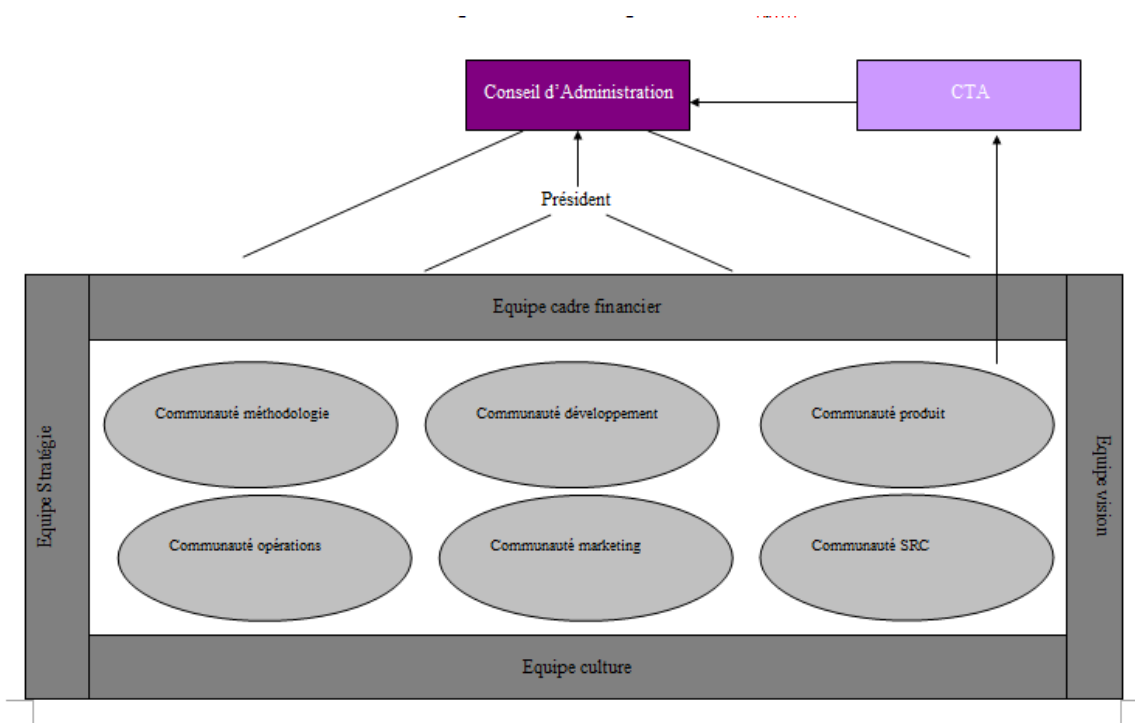 Conseil d'Administration
CTA
Président
Equipe cadre financier
Equipe Stratégie
Communauté méthodologie
Communauté développement
Communauté produit
Equipe vision
Communauté opérations
Communauté marketing
Communauté SRC
Equipe culture